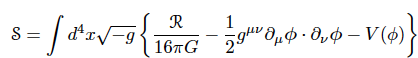 𝒮 = ∫ d⁴x√−g { ℛ/16πG − 1/2 g^{μν}∂_μϕ · ∂_νϕ − V(ϕ) }